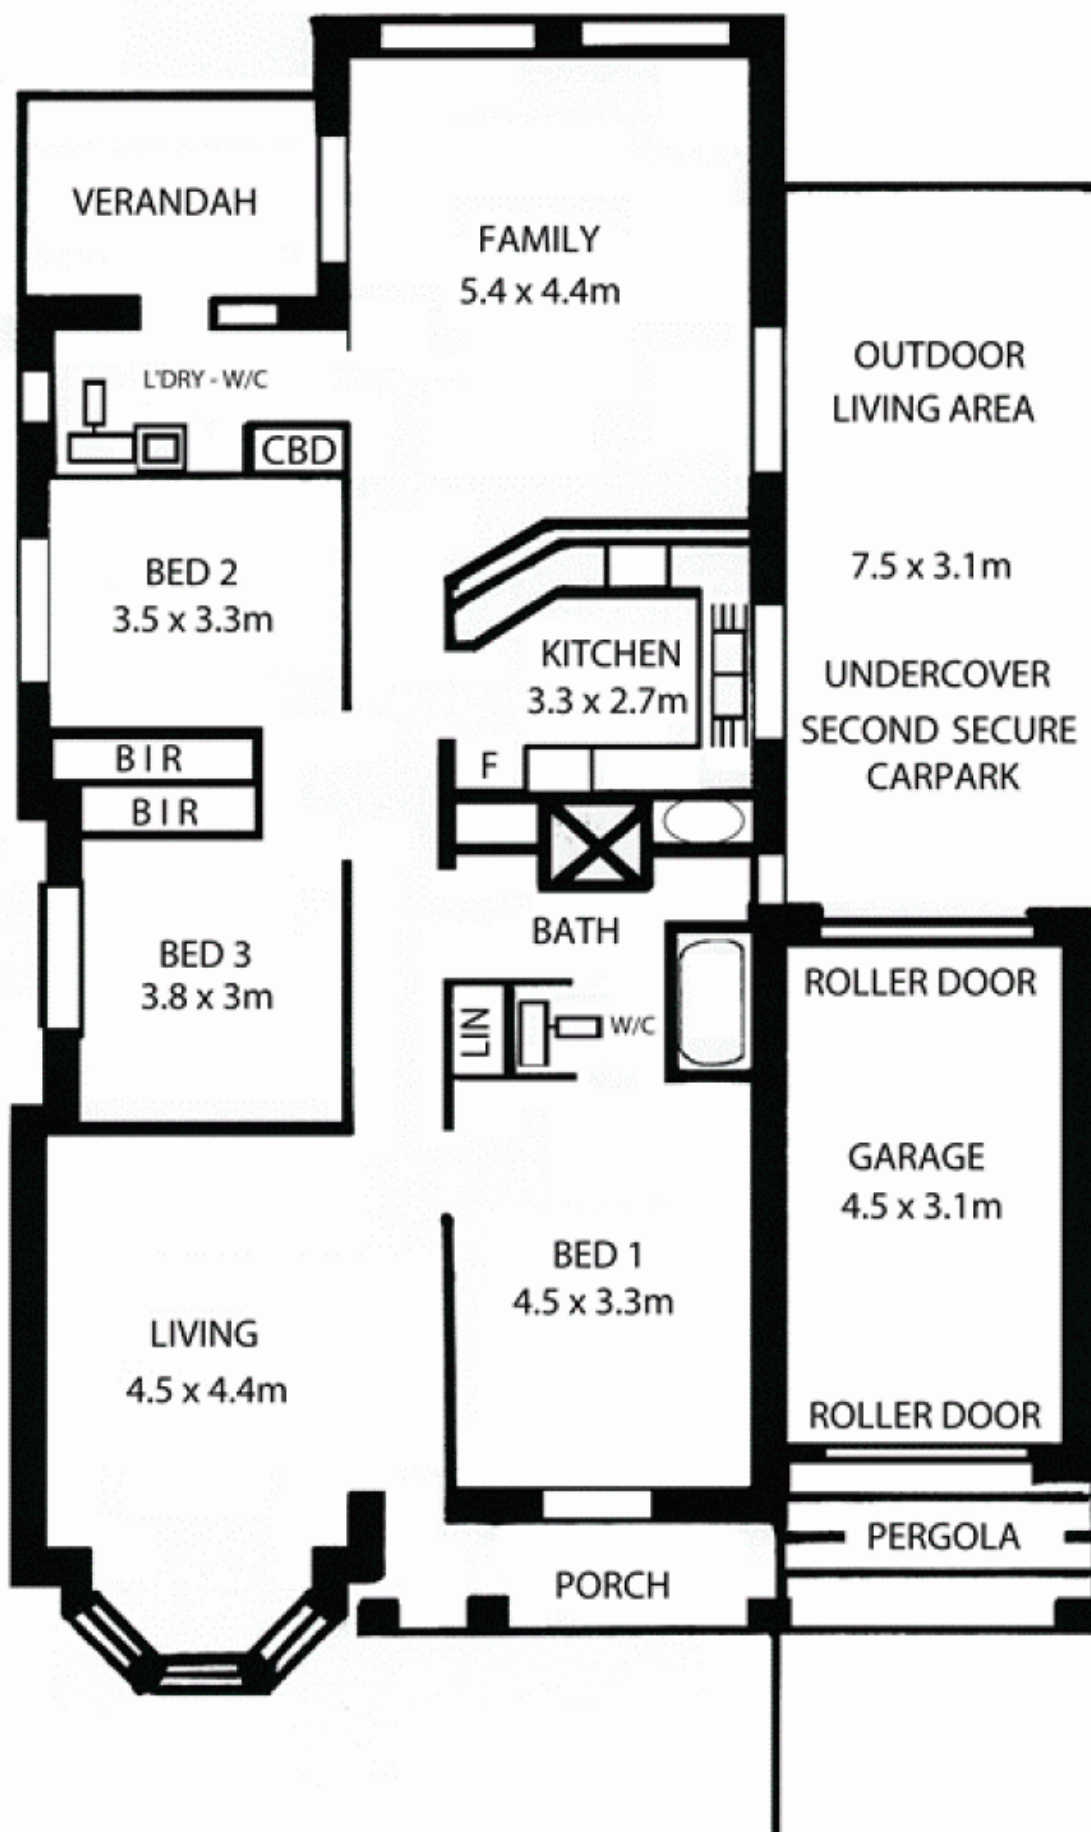 VERANDAH
FAMILY
5.4 x 4.4m
OUTDOOR
LIVING AREA
L'DRY - W/C
CBD
BED 2
3.5 x 3.3m
7.5 x 3.1m
KITCHEN
3.3 x 2.7m
UNDERCOVER
SECOND SECURE
CARPARK
BIR
F
BIR
BATH
BED 3
3.8 x 3m
ROLLER DOOR
LIN
W/C
GARAGE
4.5 x 3.1m
BED 1
4.5 x 3.3m
LIVING
4.5 x 4.4m
ROLLER DOOR
PERGOLA
PORCH